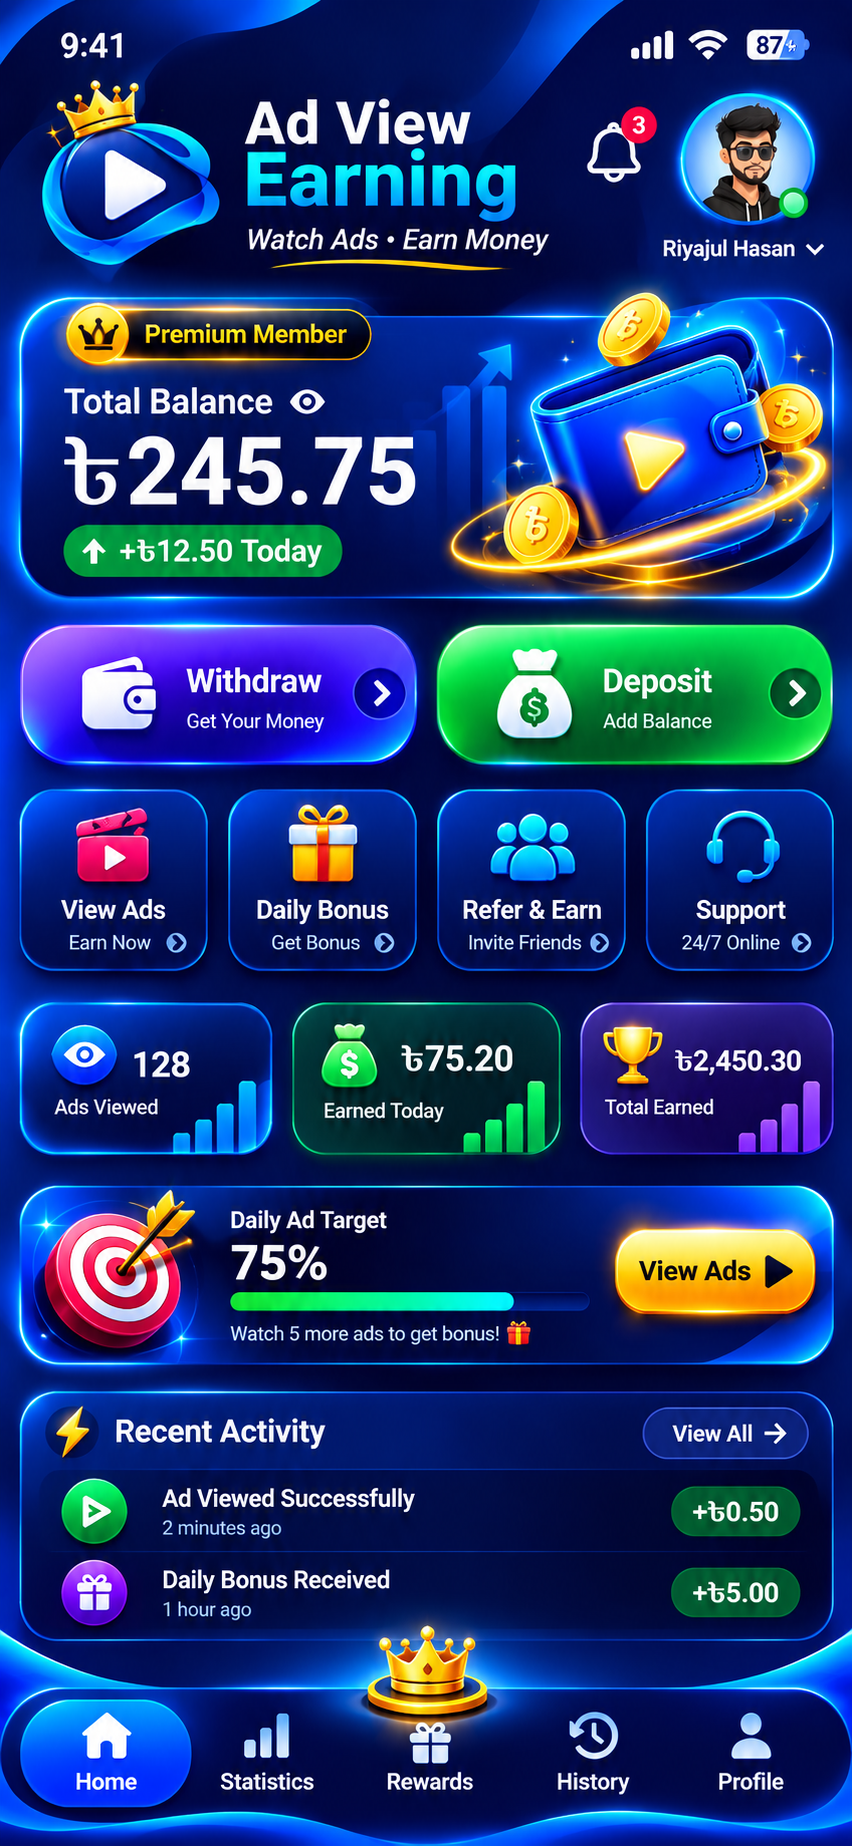 9:41
87
Ad View
Earning
Watch Ads • Earn Money
3
Riyajul Hasan
Premium Member
Total Balance
৳245.75
+৳12.50 Today
Withdraw
Get Your Money
Deposit
Add Balance
View Ads
Earn Now
Daily Bonus
Get Bonus
Refer & Earn
Invite Friends
Support
24/7 Online
128
Ads Viewed
৳75.20
Earned Today
৳2,450.30
Total Earned
Daily Ad Target
75%
Watch 5 more ads to get bonus!
View Ads
Recent Activity
View All
Ad Viewed Successfully
2 minutes ago
+৳0.50
Daily Bonus Received
1 hour ago
+৳5.00
Home
Statistics
Rewards
History
Profile